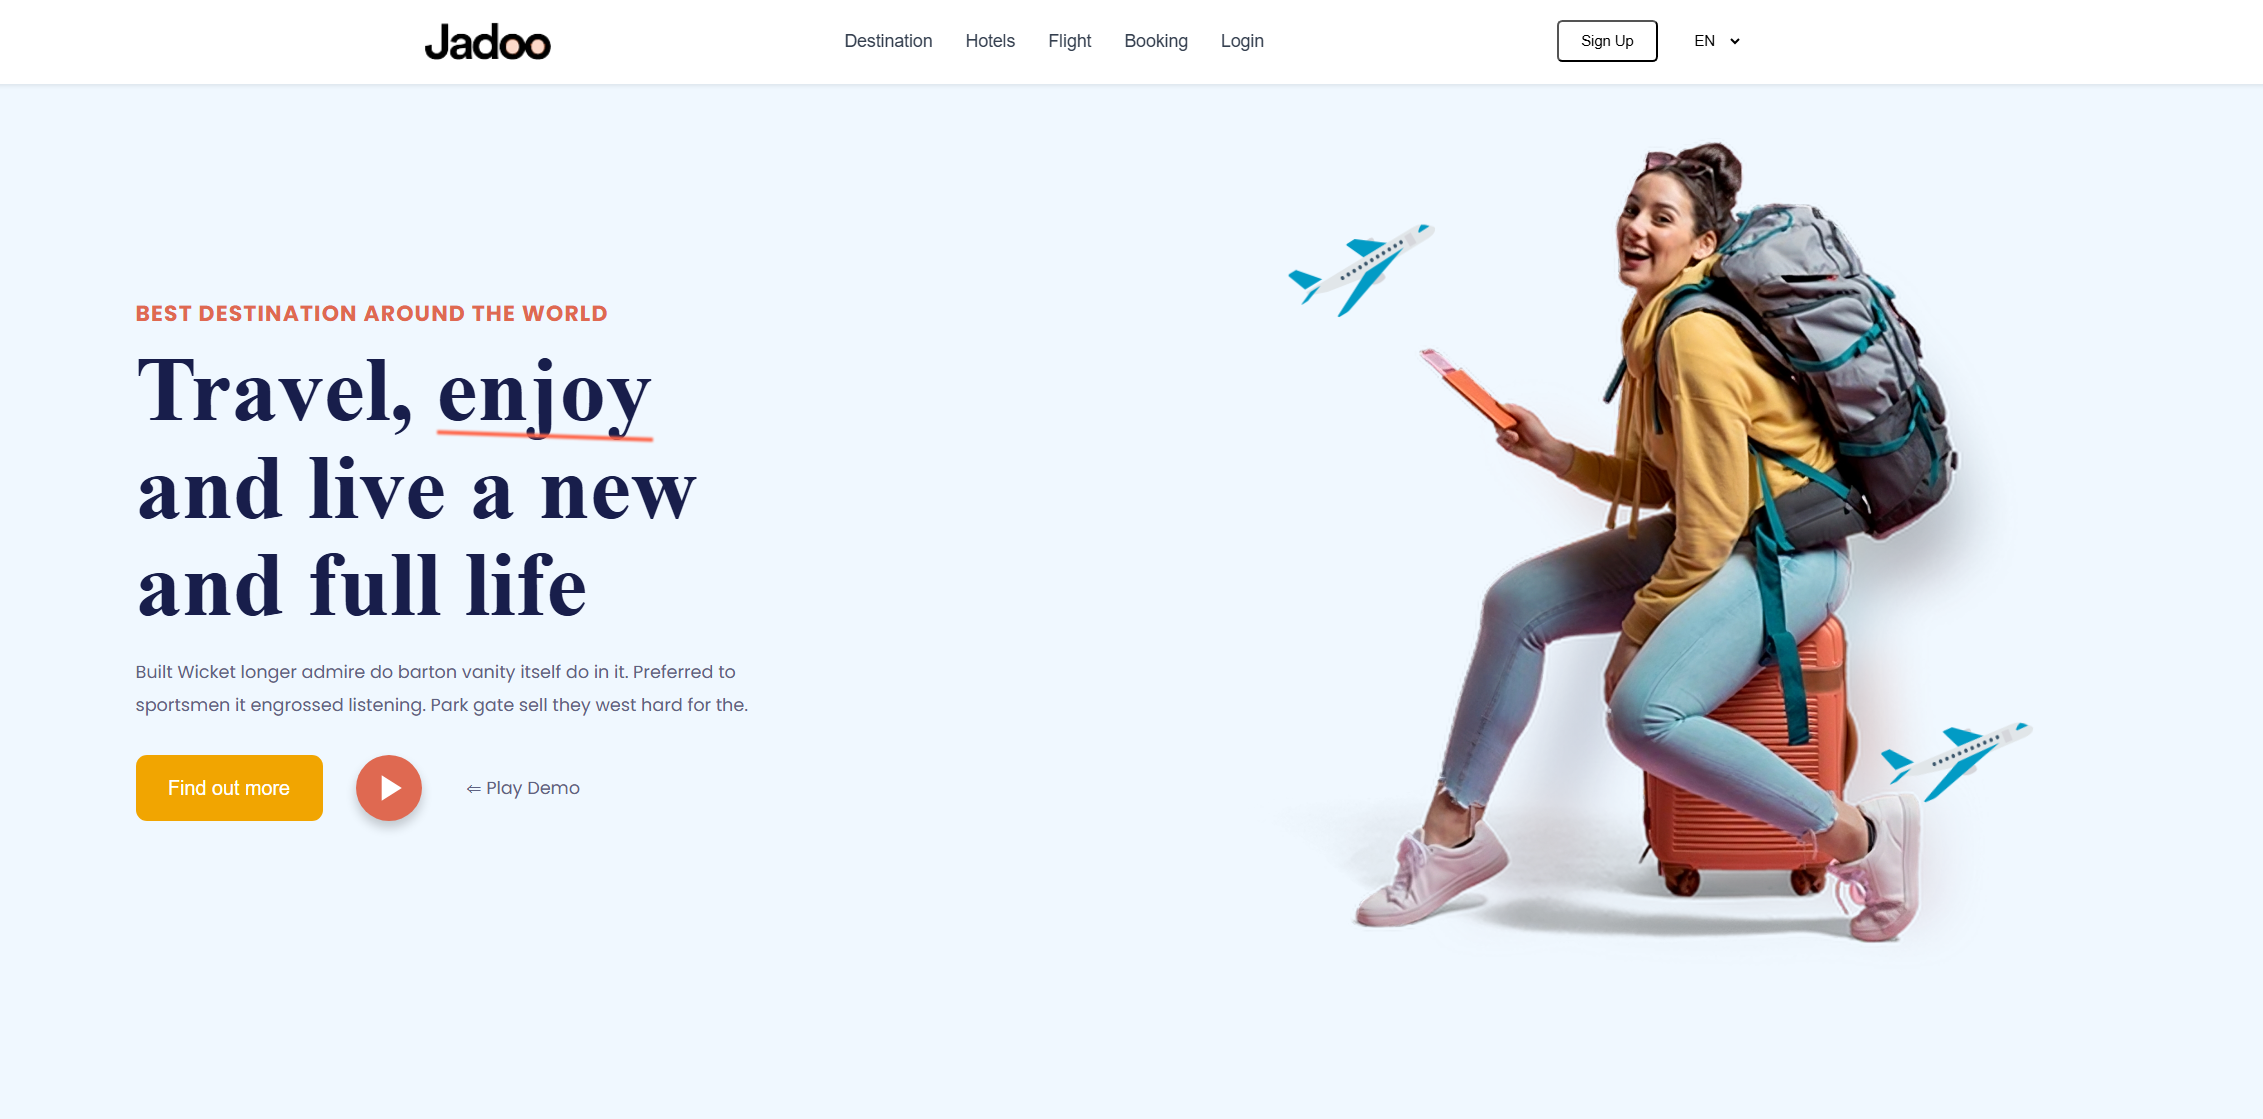 Jadoo
Destination Hotels Flight Booking Login
Sign Up EN
BEST DESTINATION AROUND THE WORLD
Travel, enjoy
and live a new
and full life
Built Wicket longer admire do barton vanity itself do in it. Preferred to
sportsmen it engrossed listening. Park gate sell they west hard for the.
Find out more ⇐ Play Demo